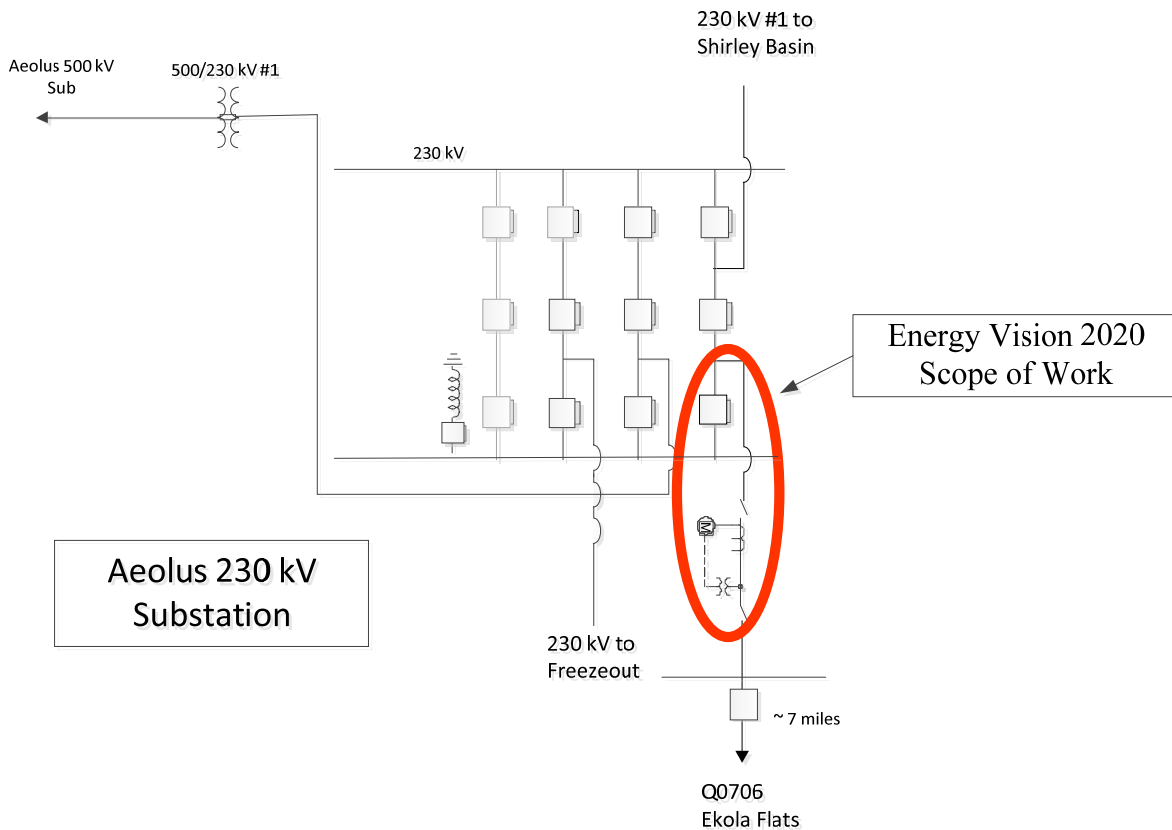 230 kV #1 to
Shirley Basin
Aeolus 500 kV
Sub
500/230 kV #1
230 kV
Energy Vision 2020
Scope of Work
M
Aeolus 230 kV
Substation
230 kV to
Freezeout
~ 7 miles
Q0706
Ekola Flats